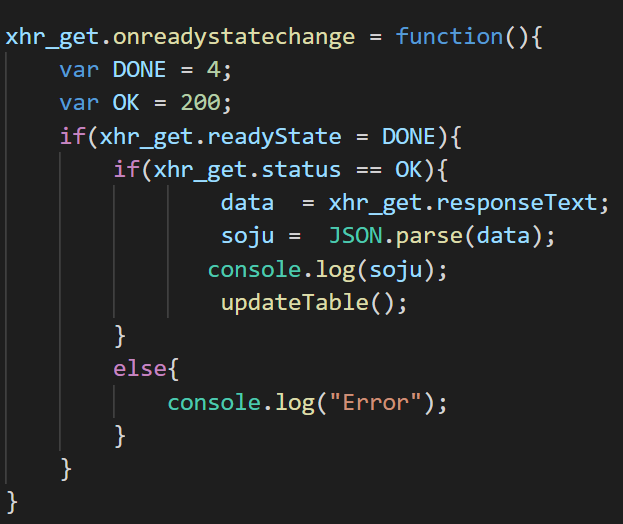 xhr_get.onreadystatechange = function(){
    var DONE = 4;
    var OK = 200;
    if(xhr_get.readyState = DONE){
        if(xhr_get.status == OK){
                data  = xhr_get.responseText;
                soju =  JSON.parse(data);
               console.log(soju);
                updateTable();
        }
        else{
            console.log("Error");
        }
    }
}